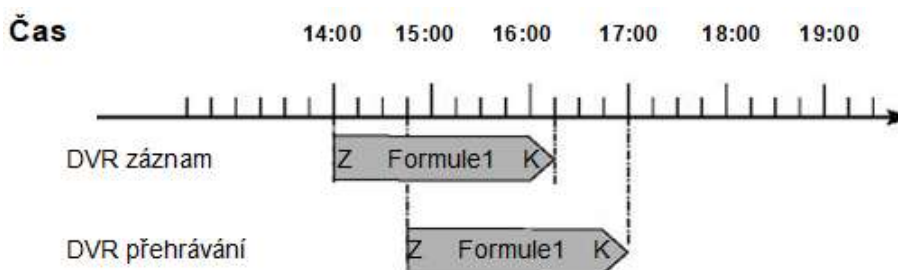 Čas 14:00 15:00 16:00 17:00 18:00 19:00
DVR záznam Z Formule1 K
DVR přehrávání Z Formule1 K